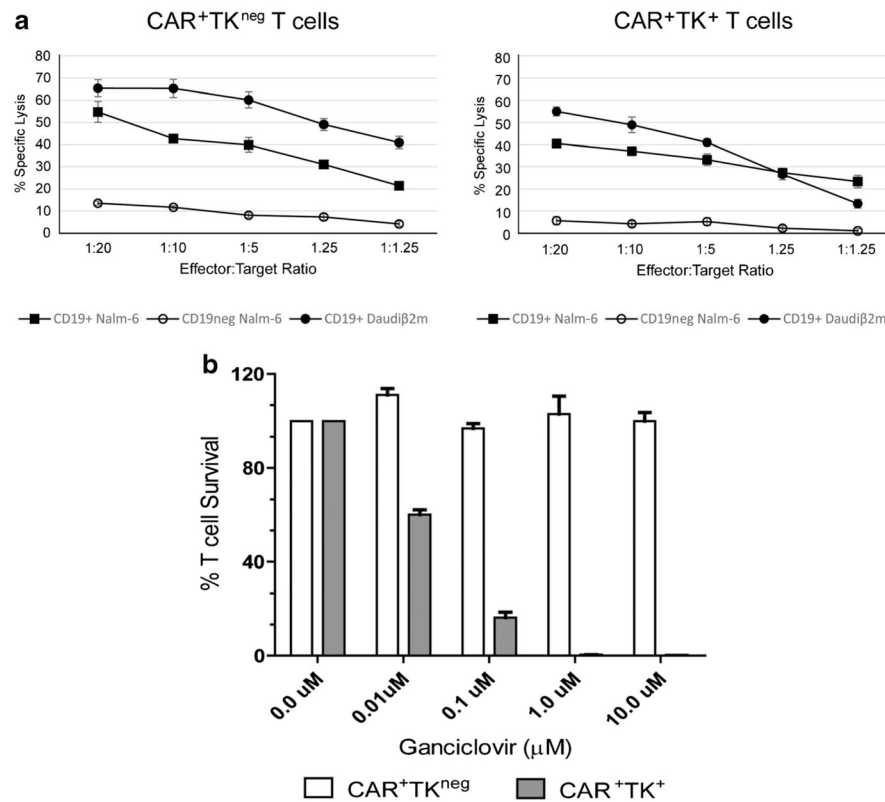 a
CAR⁺TKⁿᵉᵍ T cells
CAR⁺TK⁺ T cells
80
70
60
50
40
30
20
10
0
% Specific Lysis
1:20 1:10 1:5 1.25 1:1.25
Effector:Target Ratio
80
70
60
50
40
30
20
10
0
% Specific Lysis
1:20 1:10 1:5 1.25 1:1.25
Effector:Target Ratio
CD19+ Nalm-6 CD19neg Nalm-6 CD19+ Daudiβ2m
CD19+ Nalm-6 CD19neg Nalm-6 CD19+ Daudiβ2m
b
120
80
40
0
% T cell Survival
0.0 uM 0.01uM 0.1 uM 1.0 uM 10.0 uM
Ganciclovir (μM)
CAR⁺TKⁿᵉᵍ CAR⁺TK⁺